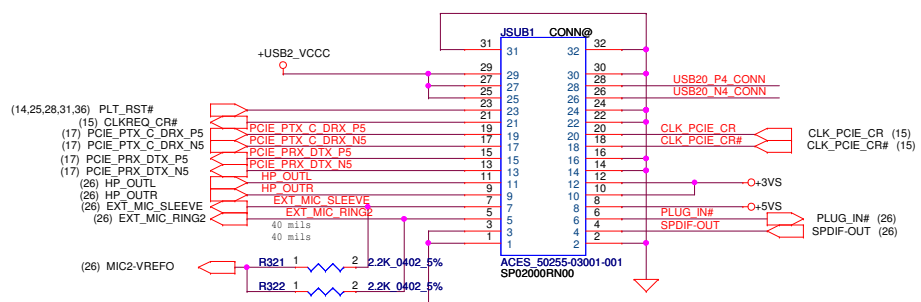 JSUB1 CONN@
31 31 32 32
+USB2_VCCC
29 29 30 30
27 27 28 28 USB20_P4_CONN
25 25 26 26 USB20_N4_CONN
(14,25,28,31,36) PLT_RST# 23 23 24 24
(15) CLKREQ_CR# 21 21 22 22
(17) PCIE_PTX_C_DRX_P5 PCIE_PTX_C_DRX_P5 19 19 20 20 CLK_PCIE_CR CLK_PCIE_CR (15)
(17) PCIE_PTX_C_DRX_N5 PCIE_PTX_C_DRX_N5 17 17 18 18 CLK_PCIE_CR# CLK_PCIE_CR# (15)
(17) PCIE_PRX_DTX_P5 PCIE_PRX_DTX_P5 15 15 16 16
(17) PCIE_PRX_DTX_N5 PCIE_PRX_DTX_N5 13 13 14 14
(26) HP_OUTL HP_OUTL 11 11 12 12 +3VS
(26) HP_OUTR HP_OUTR 9 9 10 10
(26) EXT_MIC_SLEEVE EXT_MIC_SLEEVE 7 7 8 8 +5VS
(26) EXT_MIC_RING2 EXT_MIC_RING2 5 5 6 6 PLUG_IN# PLUG_IN# (26)
40 mils 3 3 4 4 SPDIF-OUT SPDIF-OUT (26)
40 mils 1 1 2 2
ACES_50255-03001-001
SP02000RN00
(26) MIC2-VREFO R321 1 2 2.2K_0402_5%
R322 1 2 2.2K_0402_5%